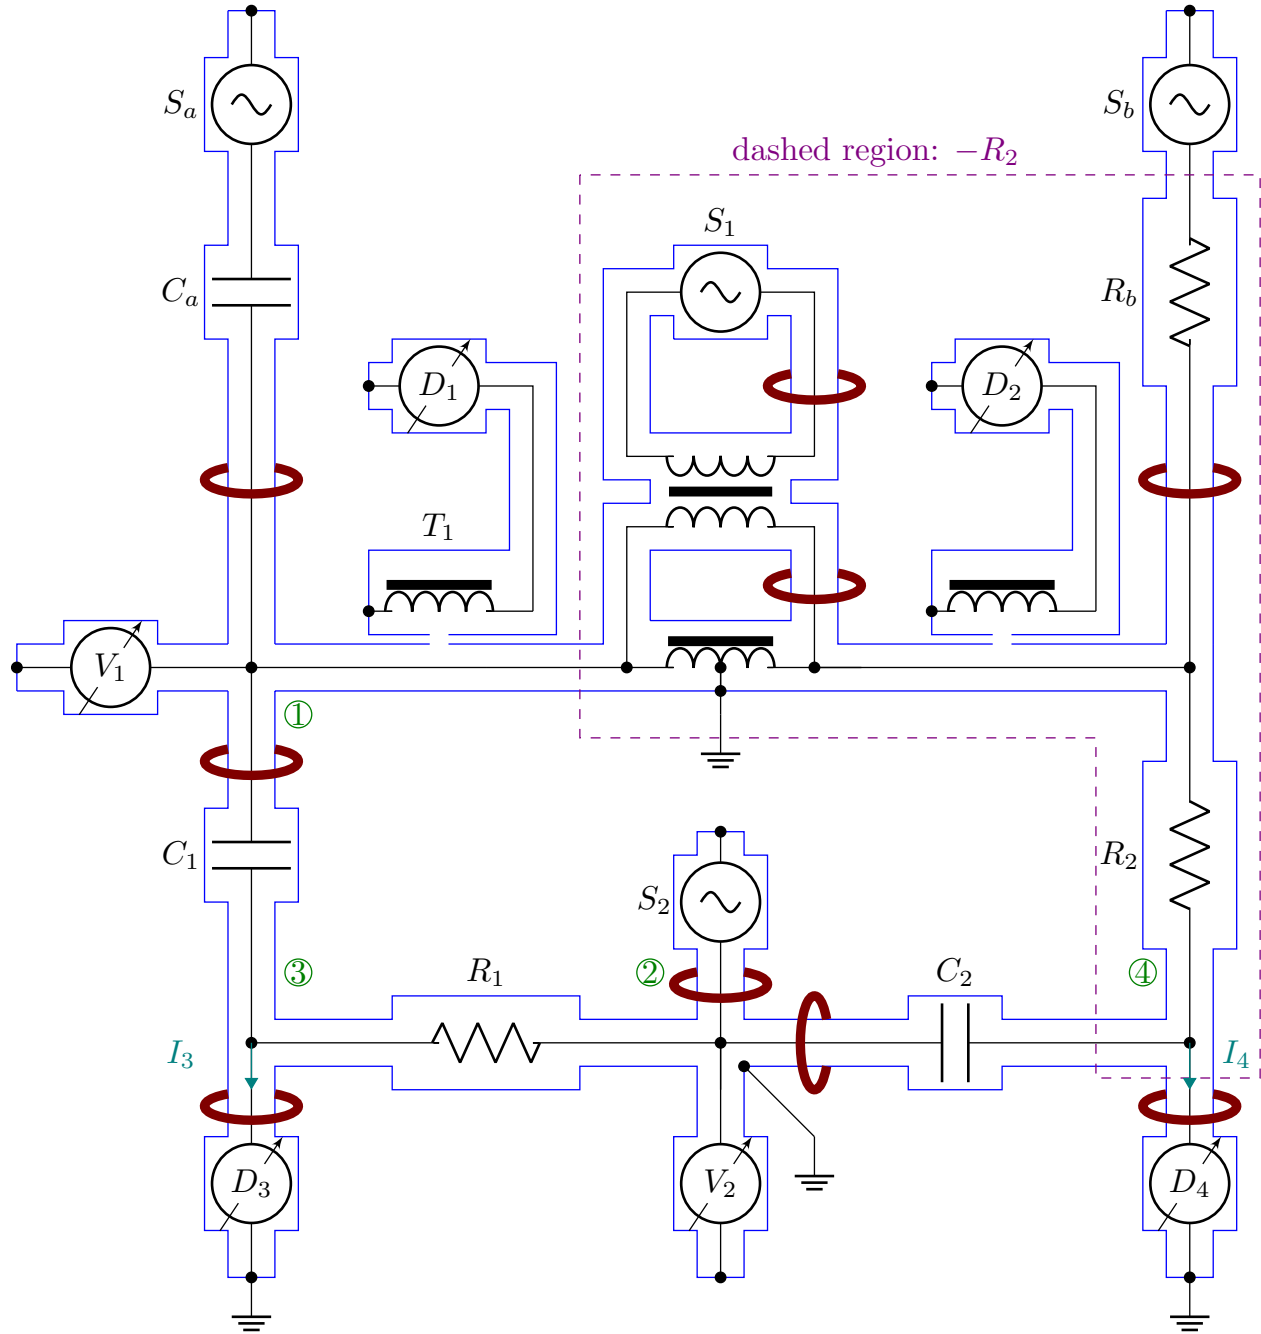 S_a
S_b
dashed region: −R_2
S_1
C_a
R_b
D_1
D_2
T_1
V_1
①
C_1
R_2
S_2
③
R_1
②
C_2
④
I_3
I_4
D_3
V_2
D_4